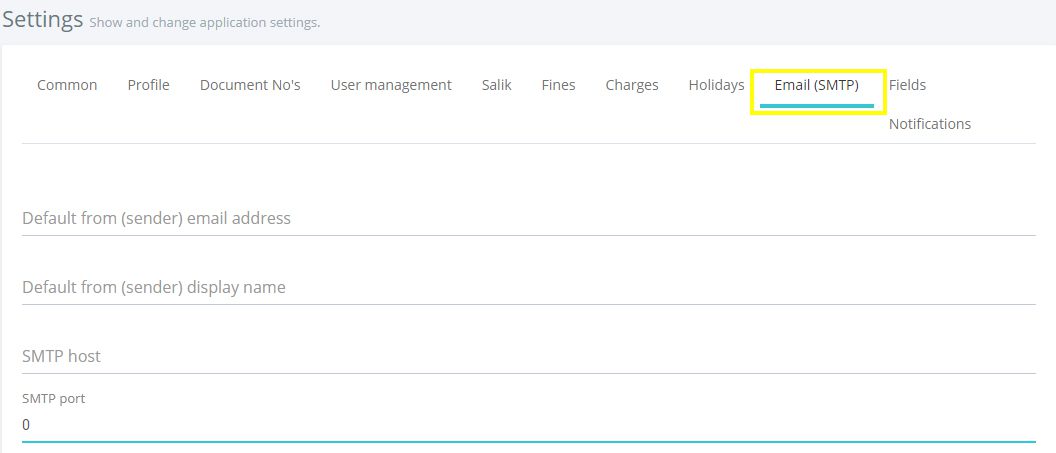 Settings Show and change application settings.
Common Profile Document No's User management Salik Fines Charges Holidays Email (SMTP) Fields
Notifications
Default from (sender) email address
Default from (sender) display name
SMTP host
SMTP port
0